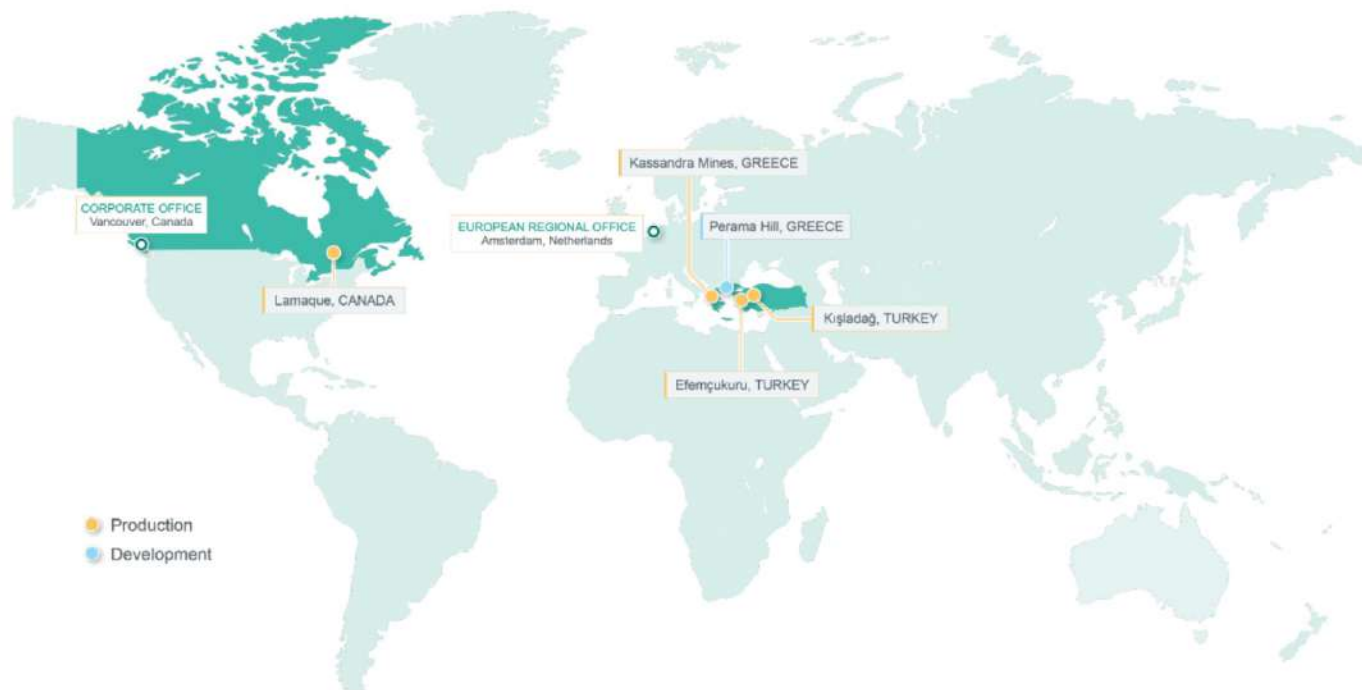 Kassandra Mines, GREECE
CORPORATE OFFICE
Vancouver, Canada
EUROPEAN REGIONAL OFFICE
Amsterdam, Netherlands
Perama Hill, GREECE
Lamaque, CANADA
Kışladağ, TURKEY
Efemçukuru, TURKEY
Production
Development